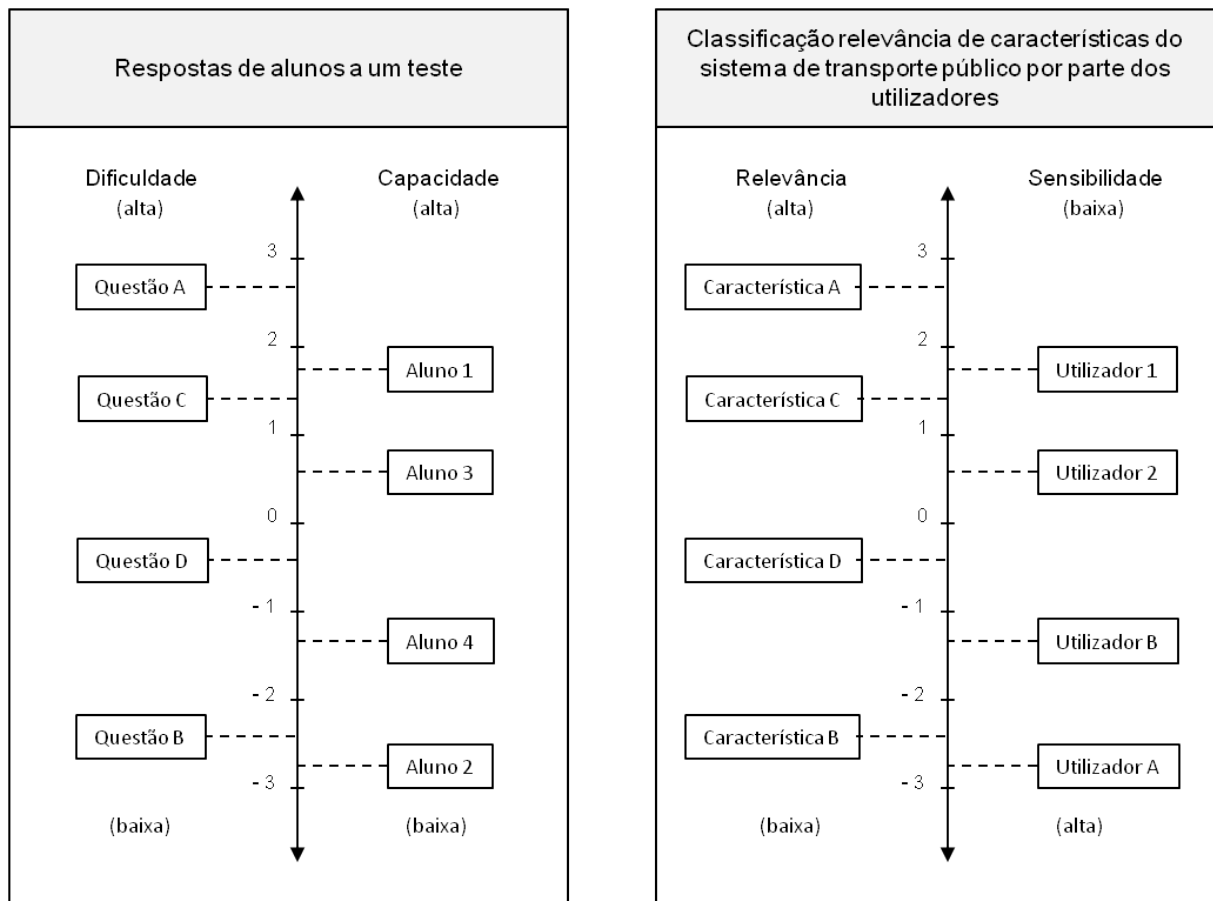 Respostas de alunos a um teste
Dificuldade
(alta)
Capacidade
(alta)
3
Questão A
2
Aluno 1
Questão C
1
Aluno 3
0
Questão D
- 1
Aluno 4
- 2
Questão B
Aluno 2
- 3
(baixa)
(baixa)
Classificação relevância de características do
sistema de transporte público por parte dos
utilizadores
Relevância
(alta)
Sensibilidade
(baixa)
3
Característica A
2
Utilizador 1
Característica C
1
Utilizador 2
0
Característica D
- 1
Utilizador B
- 2
Característica B
Utilizador A
- 3
(baixa)
(alta)